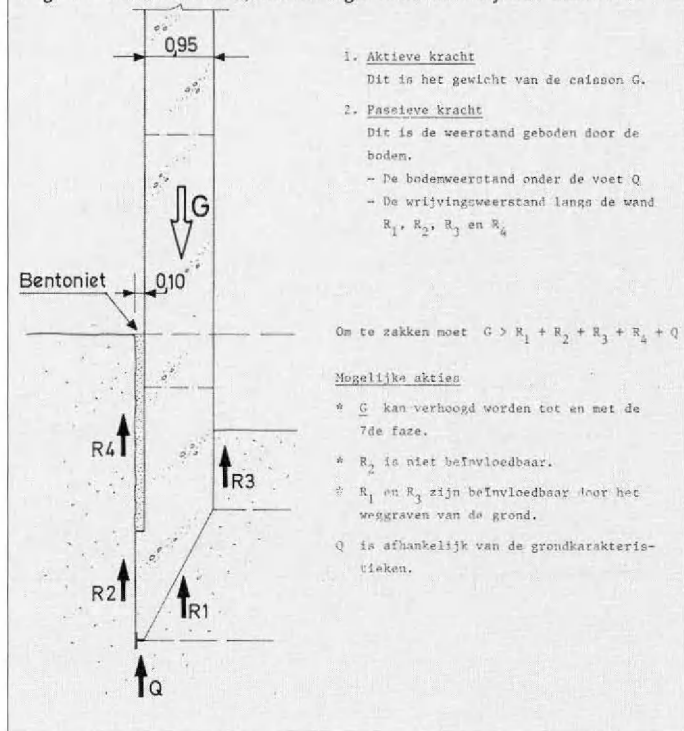 0,95
1. Aktieve kracht
Dit is het gewicht van de caisson G.
2. Passieve kracht
Dit is de weerstand geboden door de
bodem.
- De bodemweerstand onder de voet Q
- De wrijvingsweerstand langs de wand
R1, R2, R3 en R4
G
Bentoniet
0,10
Om te zakken moet G > R1 + R2 + R3 + R4 + Q
Mogelijke akties
* G kan verhoogd worden tot en met de
7de faze.
* R2 is niet beïnvloedbaar.
* R1 en R3 zijn beïnvloedbaar door het
weggraven van de grond.
Q is afhankelijk van de grondkarakteris-
tieken.
R4
R3
R2
R1
Q